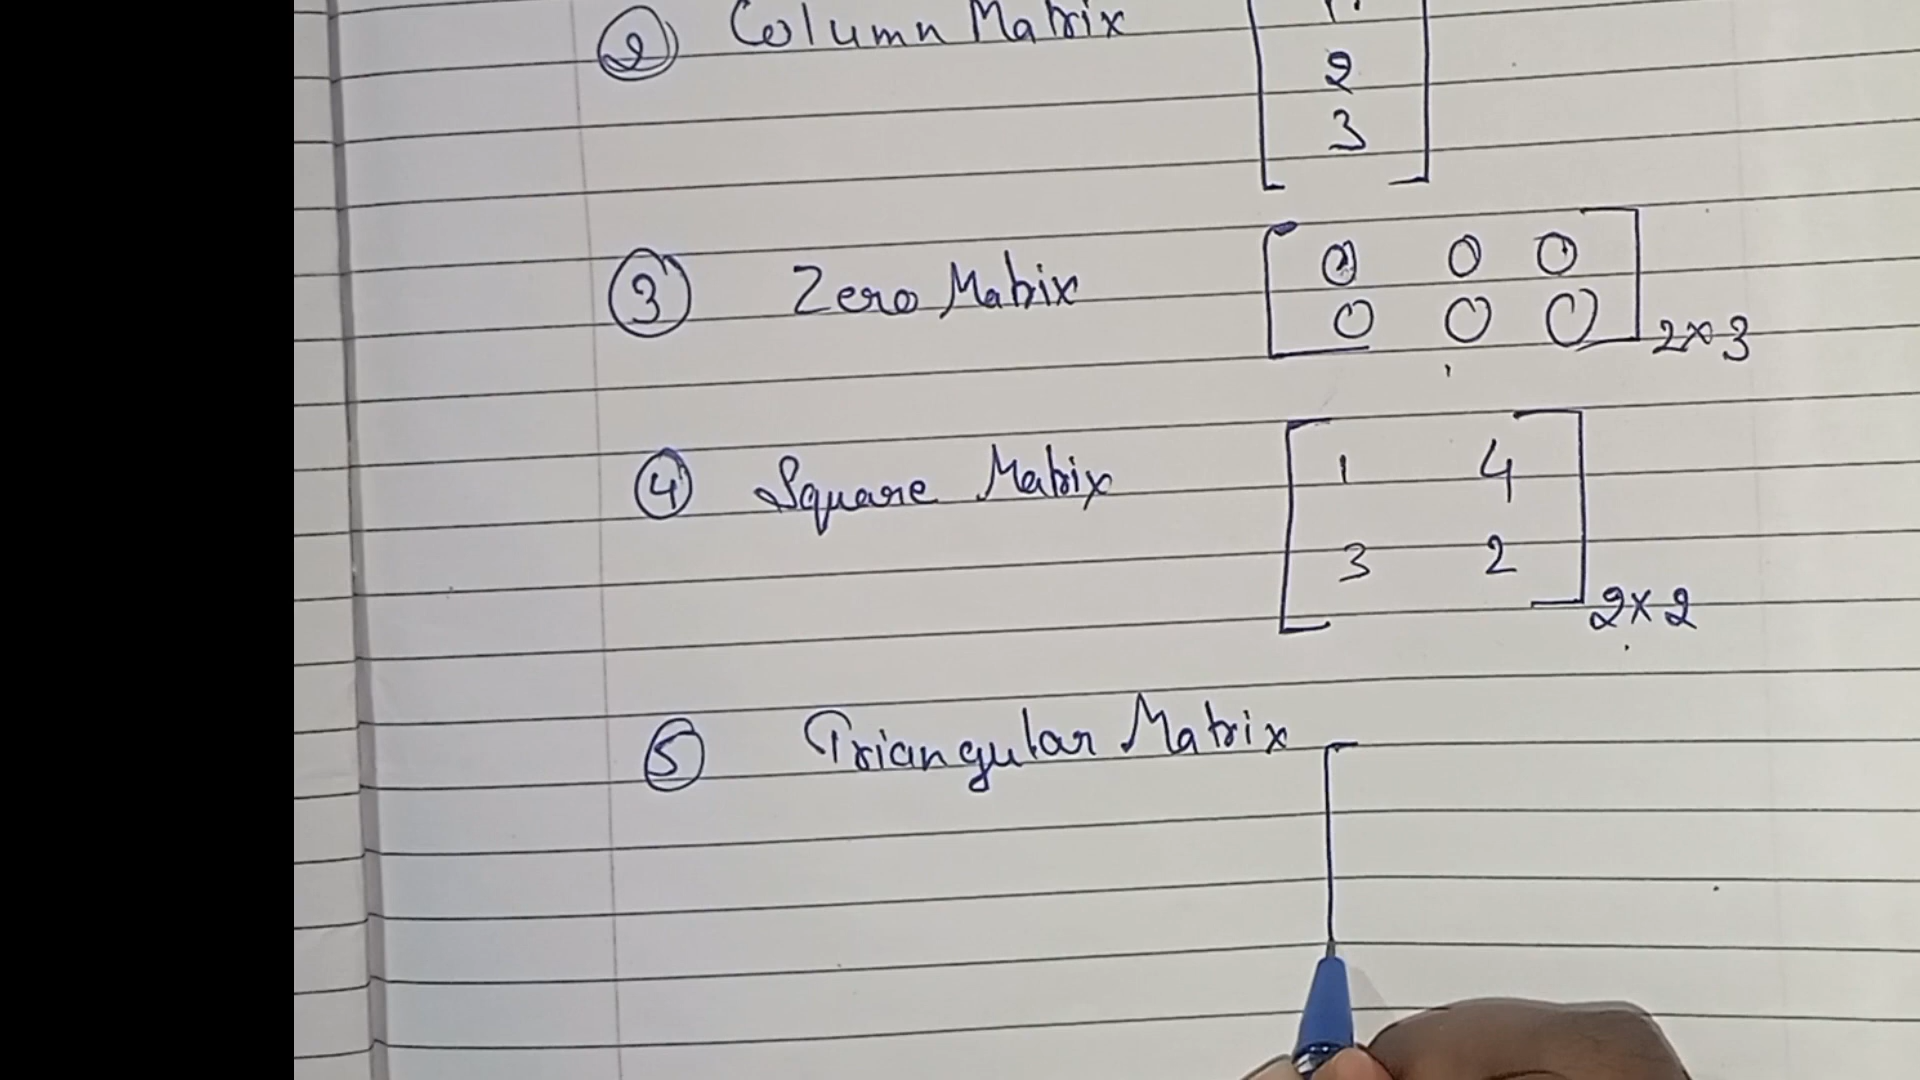 ② Column Matrix
2
3
③ Zero Matrix
0 0 0
0 0 0
2×3
④ Square Matrix
1 4
3 2
2×2
⑤ Triangular Matrix